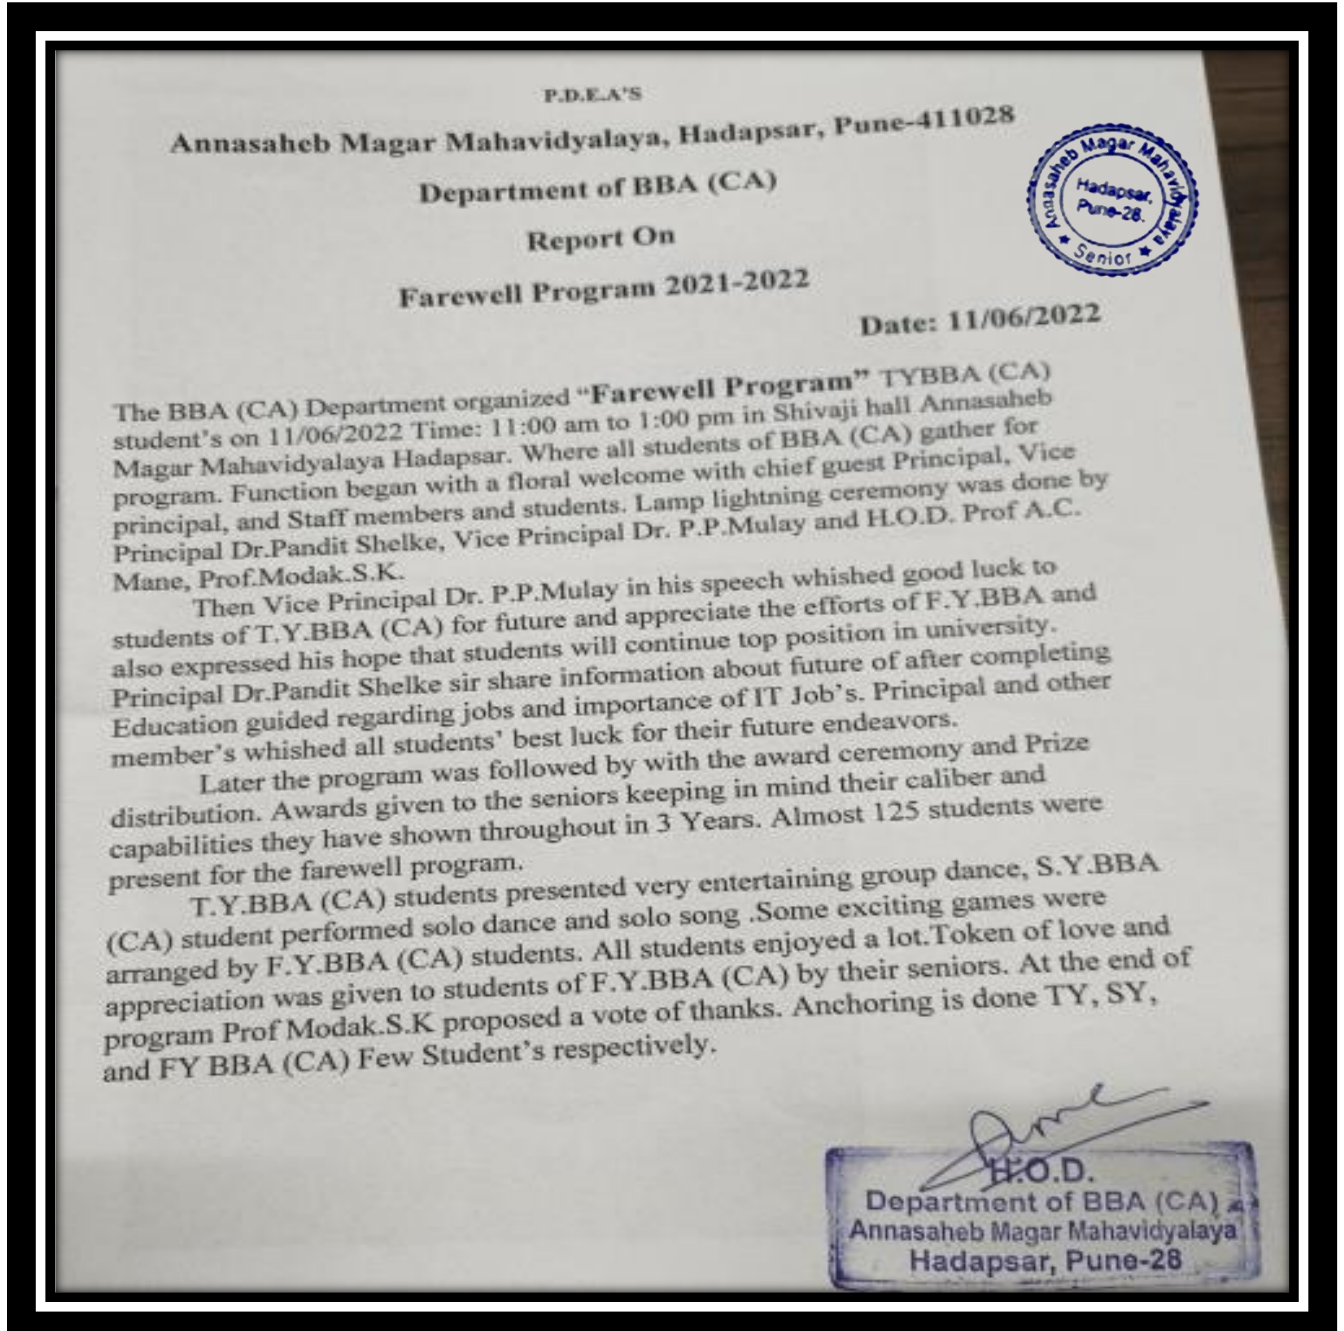 P.D.E.A'S
Annasaheb Magar Mahavidyalaya, Hadapsar, Pune-411028
Department of BBA (CA)
Report On
Farewell Program 2021-2022
Date: 11/06/2022
Annasaheb Magar Mahavidyalaya
Hadapsar,
Pune-28.
★ Senior ★
The BBA (CA) Department organized “Farewell Program” TYBBA (CA)
student’s on 11/06/2022 Time: 11:00 am to 1:00 pm in Shivaji hall Annasaheb
Magar Mahavidyalaya Hadapsar. Where all students of BBA (CA) gather for
program. Function began with a floral welcome with chief guest Principal, Vice
principal, and Staff members and students. Lamp lightning ceremony was done by
Principal Dr.Pandit Shelke, Vice Principal Dr. P.P.Mulay and H.O.D. Prof A.C.
Mane, Prof.Modak.S.K.
Then Vice Principal Dr. P.P.Mulay in his speech whished good luck to
students of T.Y.BBA (CA) for future and appreciate the efforts of F.Y.BBA and
also expressed his hope that students will continue top position in university.
Principal Dr.Pandit Shelke sir share information about future of after completing
Education guided regarding jobs and importance of IT Job’s. Principal and other
member’s whished all students’ best luck for their future endeavors.
Later the program was followed by with the award ceremony and Prize
distribution. Awards given to the seniors keeping in mind their caliber and
capabilities they have shown throughout in 3 Years. Almost 125 students were
present for the farewell program.
T.Y.BBA (CA) students presented very entertaining group dance, S.Y.BBA
(CA) student performed solo dance and solo song .Some exciting games were
arranged by F.Y.BBA (CA) students. All students enjoyed a lot.Token of love and
appreciation was given to students of F.Y.BBA (CA) by their seniors. At the end of
program Prof Modak.S.K proposed a vote of thanks. Anchoring is done TY, SY,
and FY BBA (CA) Few Student’s respectively.
H.O.D.
Department of BBA (CA)
Annasaheb Magar Mahavidyalaya
Hadapsar, Pune-28